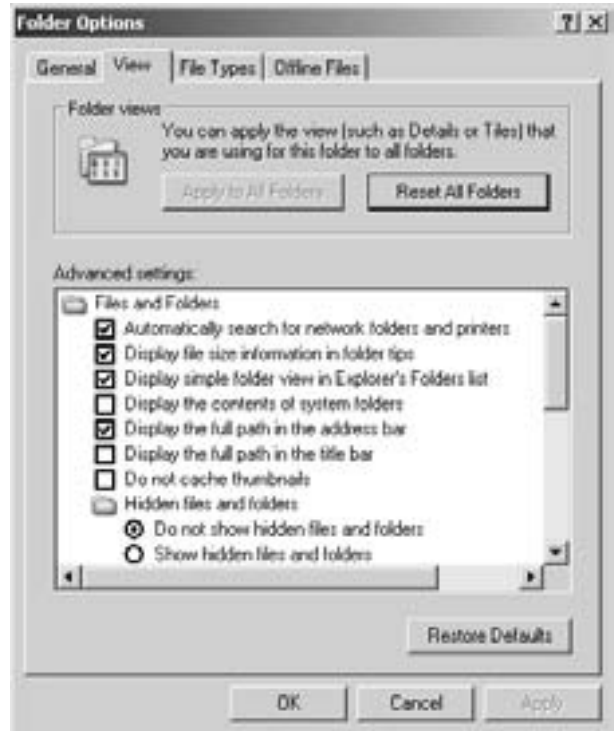 Folder Options
General View File Types Offline Files
Folder views
You can apply the view (such as Details or Tiles) that
you are using for this folder to all folders.
Apply to All Folders Reset All Folders
Advanced settings:
Files and Folders
Automatically search for network folders and printers
Display file size information in folder tips
Display simple folder view in Explorer's Folders list
Display the contents of system folders
Display the full path in the address bar
Display the full path in the title bar
Do not cache thumbnails
Hidden files and folders
Do not show hidden files and folders
Show hidden files and folders
Restore Defaults
OK Cancel Apply